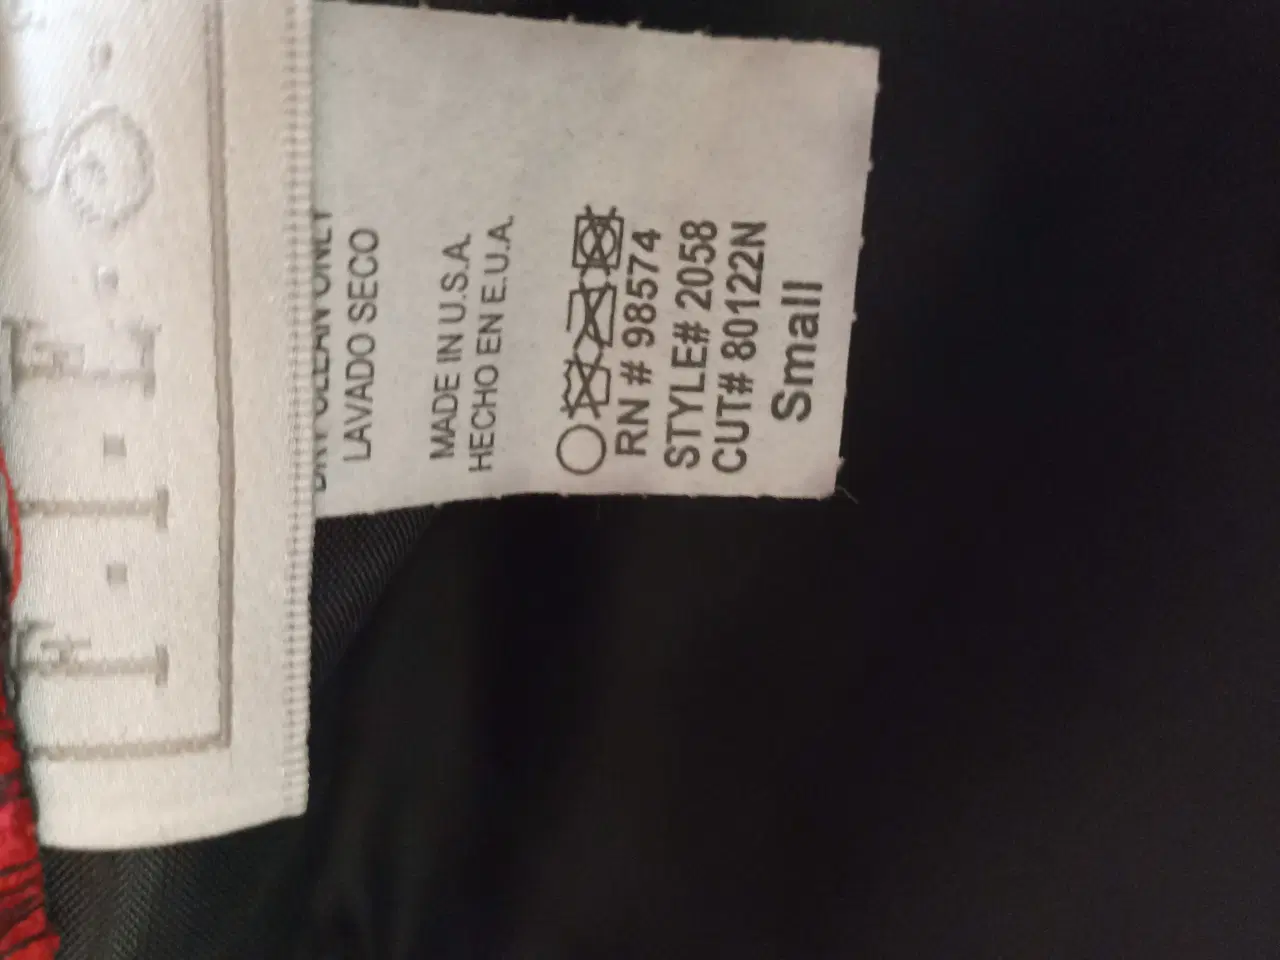 DRY CLEAN ONLY
LAVADO SECO
MADE IN U.S.A.
HECHO EN E.U.A.
RN # 98574
STYLE# 2058
CUT# 80122N
Small